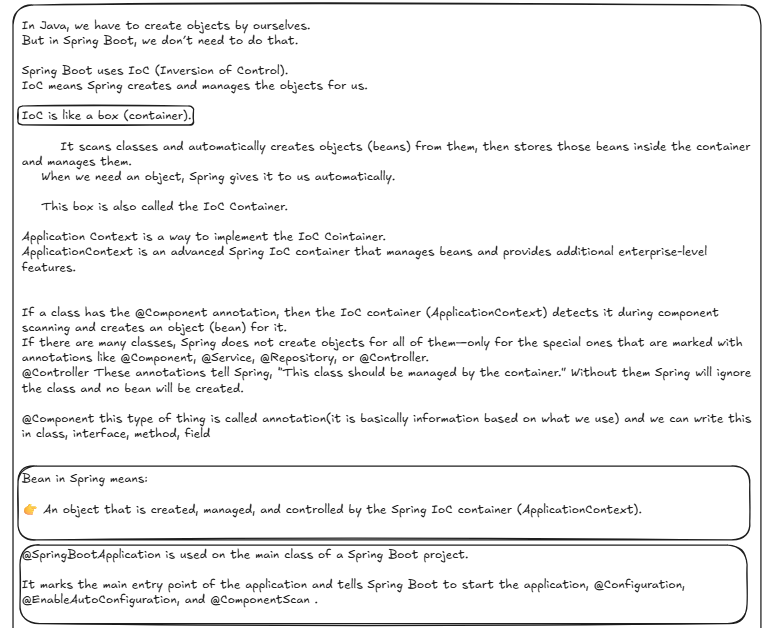 In Java, we have to create objects by ourselves.
But in Spring Boot, we don't need to do that.
Spring Boot uses IoC (Inversion of Control).
IoC means Spring creates and manages the objects for us.
IoC is like a box (container).
It scans classes and automatically creates objects (beans) from them, then stores those beans inside the container
and manages them.
When we need an object, Spring gives it to us automatically.
This box is also called the IoC Container.
Application Context is a way to implement the IoC Cointainer.
ApplicationContext is an advanced Spring IoC container that manages beans and provides additional enterprise-level
features.
If a class has the @Component annotation, then the IoC container (ApplicationContext) detects it during component
scanning and creates an object (bean) for it.
If there are many classes, Spring does not create objects for all of them—only for the special ones that are marked with
annotations like @Component, @Service, @Repository, or @Controller.
@Controller These annotations tell Spring, "This class should be managed by the container." Without them Spring will ignore
the class and no bean will be created.
@Component this type of thing is called annotation(it is basically information based on what we use) and we can write this
in class, interface, method, field
Bean in Spring means:
👉 An object that is created, managed, and controlled by the Spring IoC container (ApplicationContext).
@SpringBootApplication is used on the main class of a Spring Boot project.
It marks the main entry point of the application and tells Spring Boot to start the application, @Configuration,
@EnableAutoConfiguration, and @ComponentScan .